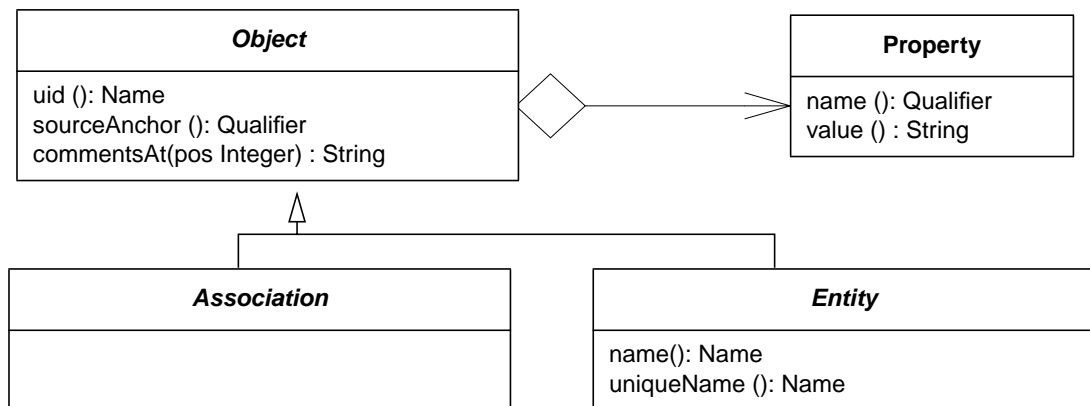 Object
uid (): Name
sourceAnchor (): Qualifier
commentsAt(pos Integer) : String
Property
name (): Qualifier
value () : String
Association
Entity
name(): Name
uniqueName (): Name